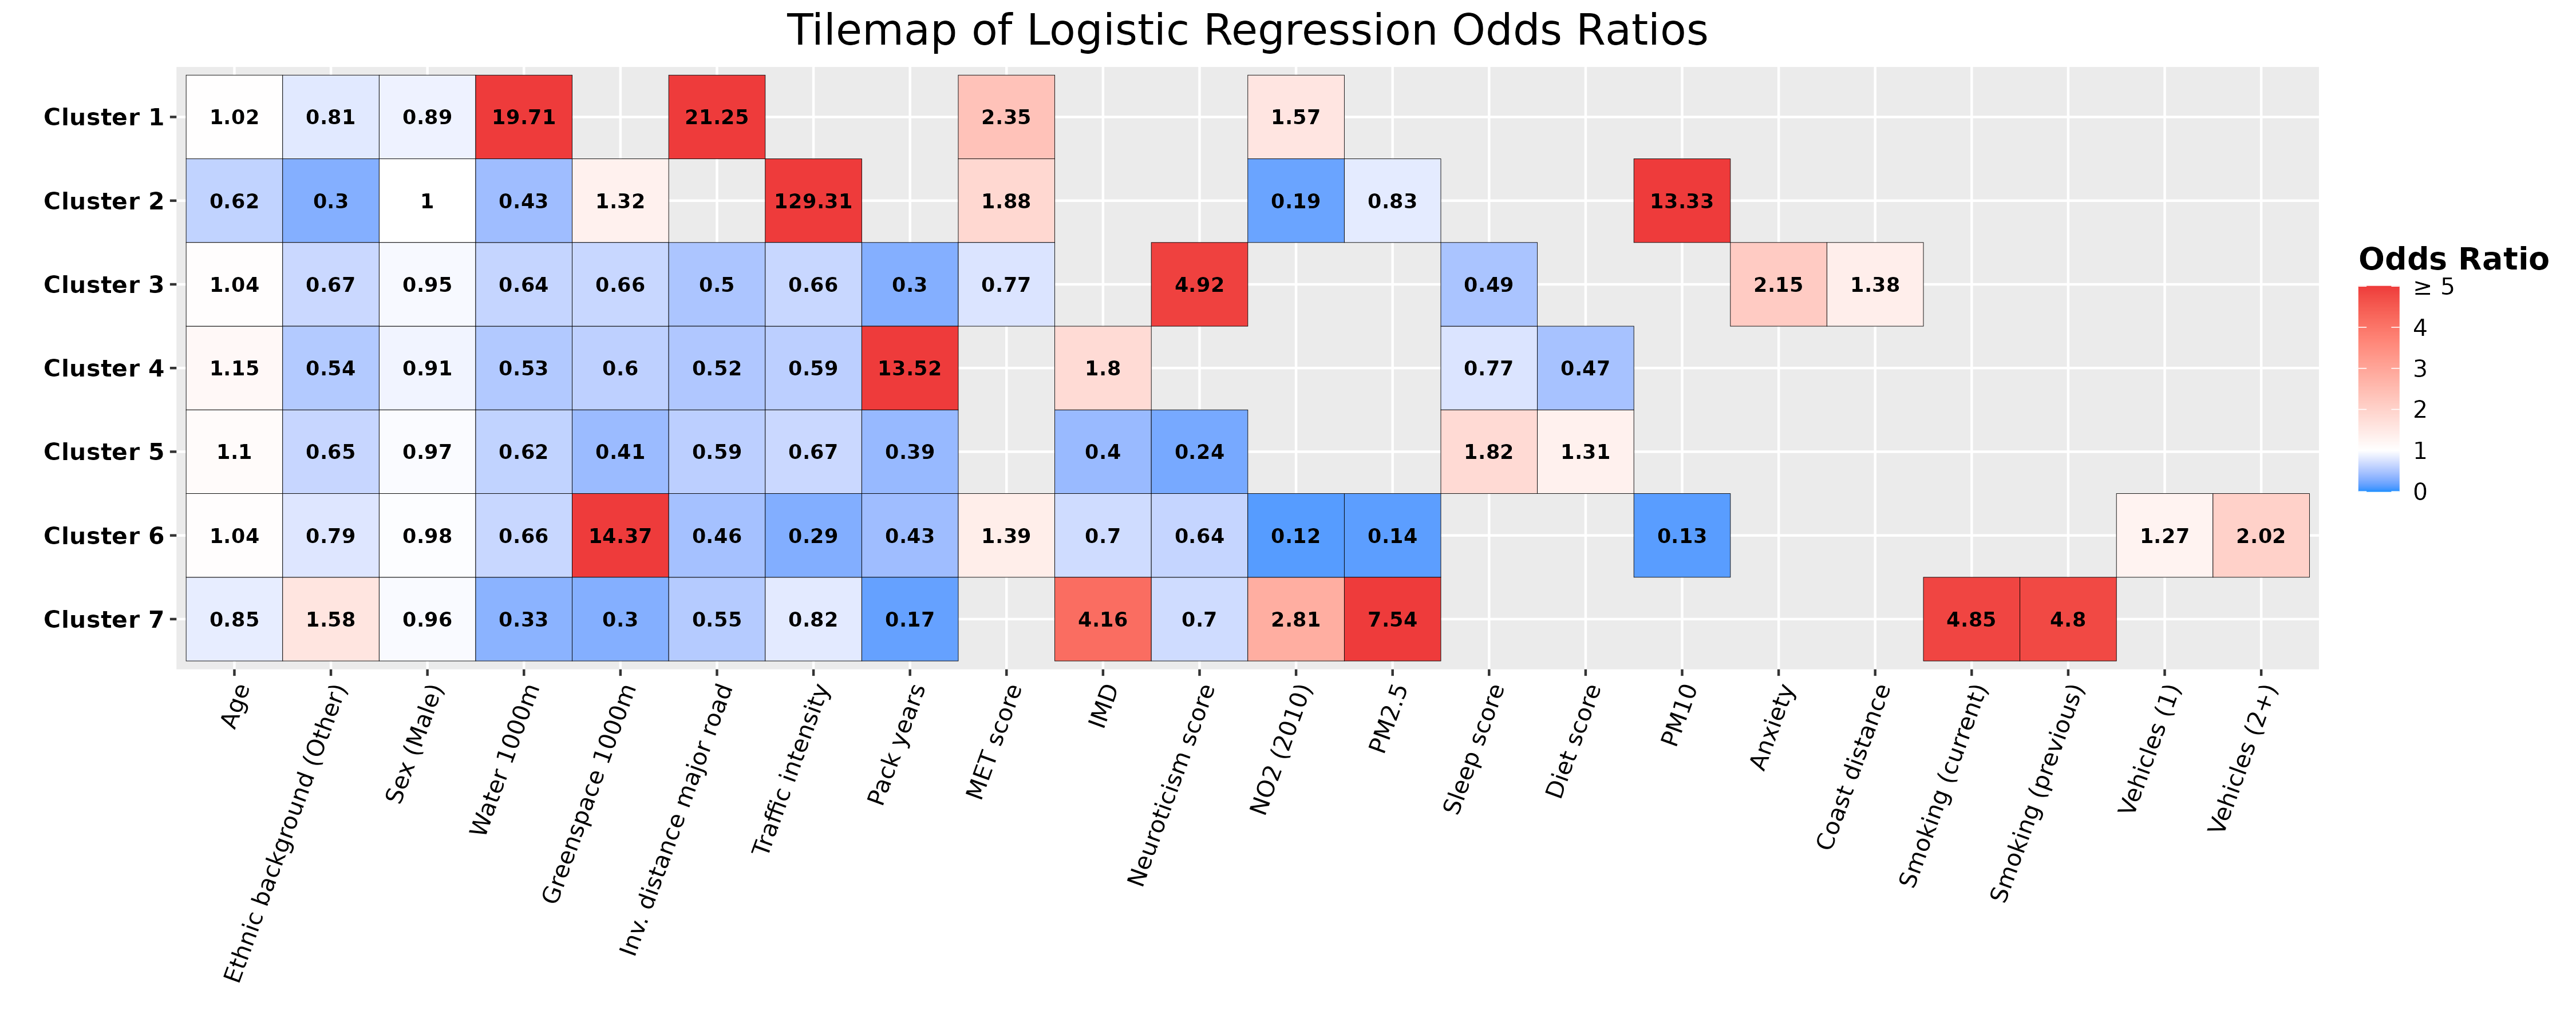 Tilemap of Logistic Regression Odds Ratios
Cluster 1 1.02 0.81 0.89 19.71 21.25 2.35 1.57
Cluster 2 0.62 0.3 1 0.43 1.32 129.31 1.88 0.19 0.83 13.33
Cluster 3 1.04 0.67 0.95 0.64 0.66 0.5 0.66 0.3 0.77 4.92 0.49 2.15 1.38
Cluster 4 1.15 0.54 0.91 0.53 0.6 0.52 0.59 13.52 1.8 0.77 0.47
Cluster 5 1.1 0.65 0.97 0.62 0.41 0.59 0.67 0.39 0.4 0.24 1.82 1.31
Cluster 6 1.04 0.79 0.98 0.66 14.37 0.46 0.29 0.43 1.39 0.7 0.64 0.12 0.14 0.13 1.27 2.02
Cluster 7 0.85 1.58 0.96 0.33 0.3 0.55 0.82 0.17 4.16 0.7 2.81 7.54 4.85 4.8
Age
Ethnic background (Other)
Sex (Male)
Water 1000m
Greenspace 1000m
Inv. distance major road
Traffic intensity
Pack years
MET score
IMD
Neuroticism score
NO2 (2010)
PM2.5
Sleep score
Diet score
PM10
Anxiety
Coast distance
Smoking (current)
Smoking (previous)
Vehicles (1)
Vehicles (2+)
Odds Ratio
≥ 5
4
3
2
1
0